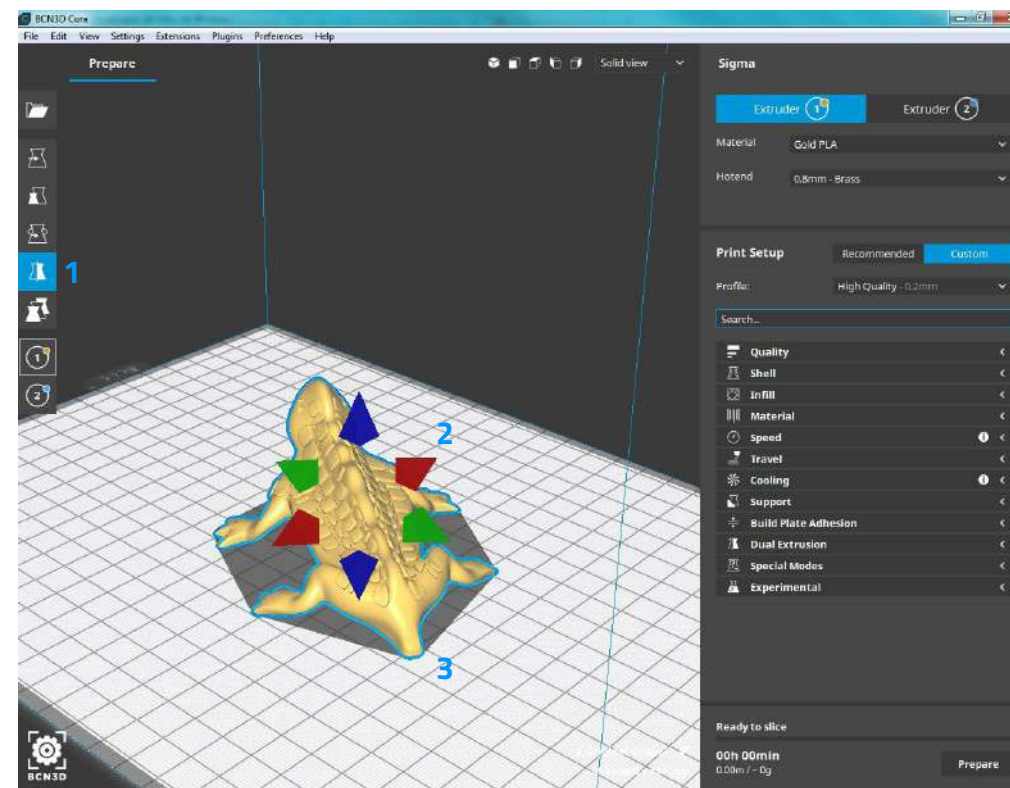 BCN3D Cura
File Edit View Settings Extensions Plugins Preferences Help
Prepare
Solid view
Sigma
Extruder 1
Extruder 2
Material Gold PLA
Hotend 0.8mm - Brass
1
Print Setup Recommended Custom
Profile: High Quality - 0.2mm
Search...
Quality
Shell
Infill
Material
Speed
Travel
Cooling
Support
Build Plate Adhesion
Dual Extrusion
Special Modes
Experimental
1
2
2
3
Ready to slice
00h 00min
0.00m / ~ 0g
Prepare
BCN3D